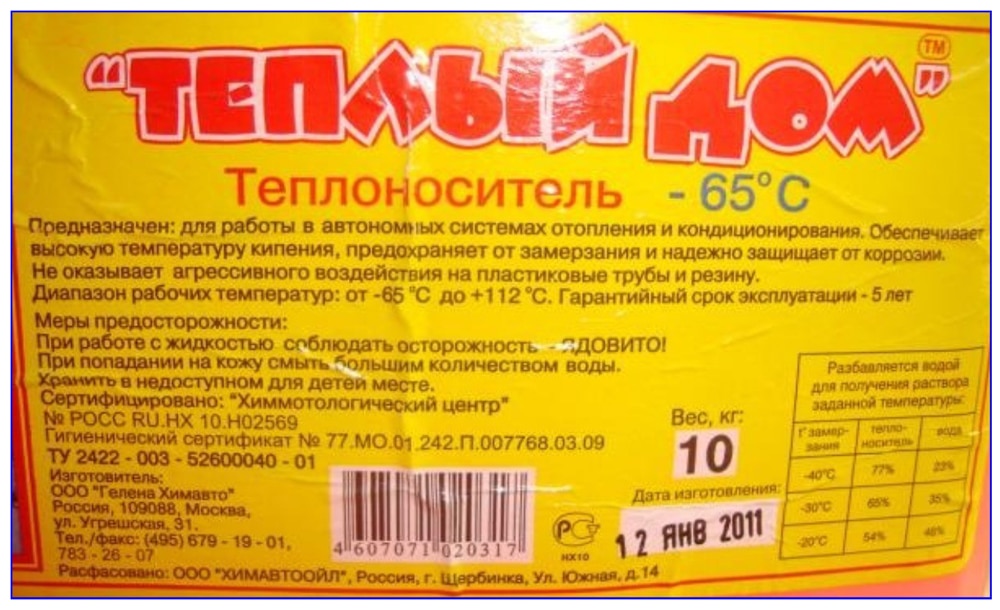 "ТЕПЛЫЙ ДОМ" ТМ
Теплоноситель - 65°С
Предназначен: для работы в автономных системах отопления и кондиционирования. Обеспечивает
высокую температуру кипения, предохраняет от замерзания и надежно защищает от коррозии.
Не оказывает агрессивного воздействия на пластиковые трубы и резину.
Диапазон рабочих температур: от -65 °С до +112 °С. Гарантийный срок эксплуатации - 5 лет
Меры предосторожности:
При работе с жидкостью соблюдать осторожность - ЯДОВИТО!
При попадании на кожу смыть большим количеством воды.
Хранить в недоступном для детей месте.
Сертифицировано: "Химмотологический центр"
№ РОСС RU.HX 10.H02569
Гигиенический сертификат № 77.МО.01.242.П.007768.03.09
ТУ 2422 - 003 - 52600040 - 01
Изготовитель:
ООО "Гелена Химавто"
Россия, 109088, Москва,
ул. Угрешская, 31.
Тел./факс: (495) 679 - 19 - 01,
783 - 26 - 07
4 607071 020317
РСТ
НХ10
Вес, кг:
10
Дата изготовления:
12 ЯНВ 2011
Разбавляется водой
для получения раствора
заданной температуры:
t° замер-
зания
тепло-
носитель
вода
-40°С 77% 23%
-30°С 65% 35%
-20°С 54% 46%
Расфасовано: ООО "ХИМАВТООЙЛ", Россия, г. Щербинка, Ул. Южная, д.14